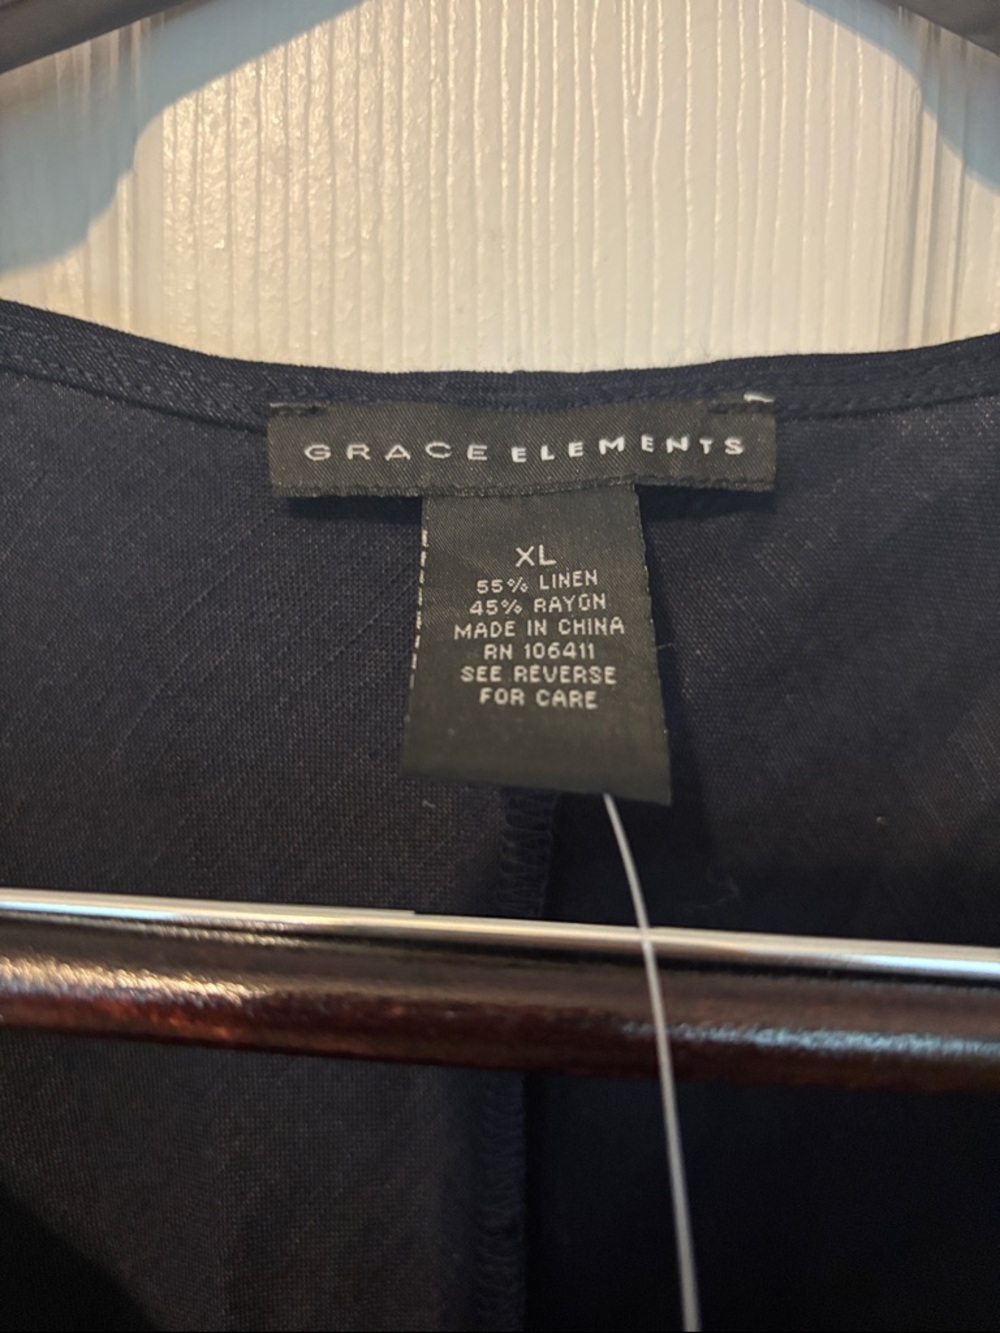 GRACE ELEMENTS
XL
55% LINEN
45% RAYON
MADE IN CHINA
RN 106411
SEE REVERSE
FOR CARE